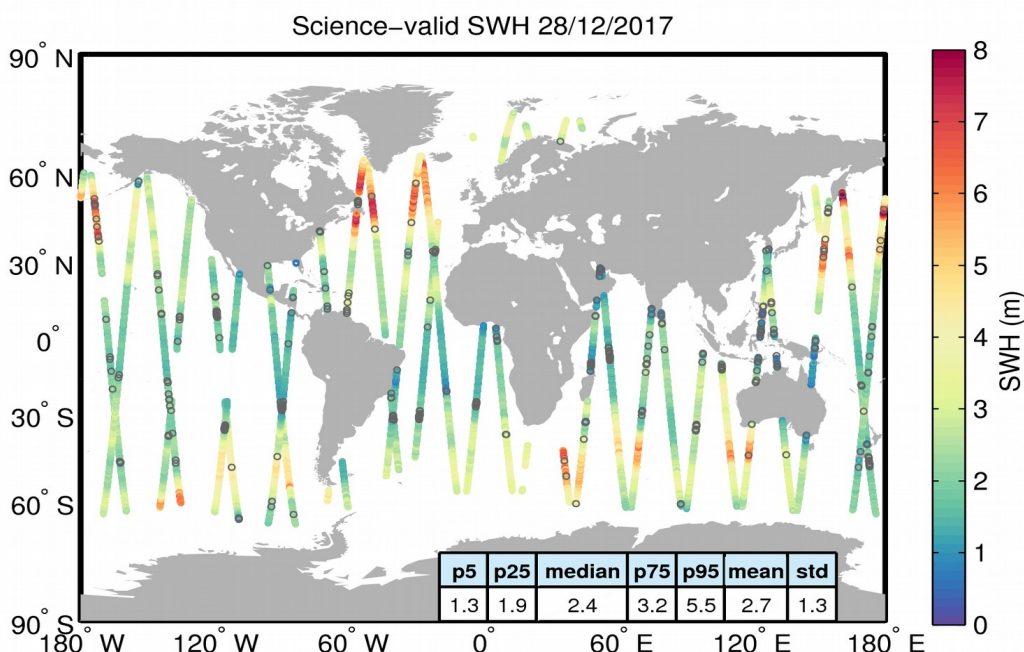 Science−valid SWH 28/12/2017
90° N
60° N
30° N
0°
30° S
60° S
90° S
180° W
120° W
60° W
0°
60° E
120° E
180° E
8
7
6
5
4
3
2
1
0
SWH (m)
p5 p25 median p75 p95 mean std
1.3 1.9 2.4 3.2 5.5 2.7 1.3